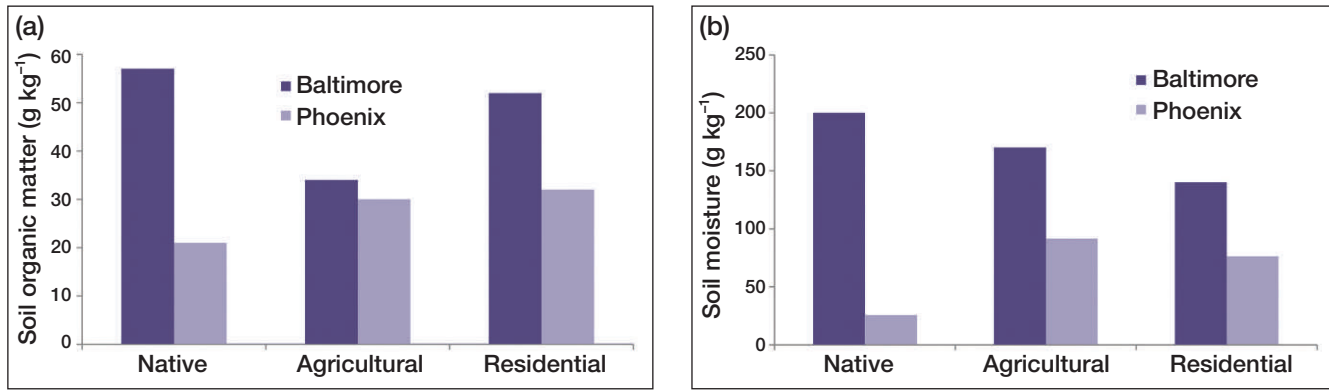 (a)
Soil organic matter (g kg⁻¹)
60
50
40
30
20
10
0
Baltimore
Phoenix
Native
Agricultural
Residential
(b)
Soil moisture (g kg⁻¹)
250
200
150
100
50
0
Baltimore
Phoenix
Native
Agricultural
Residential